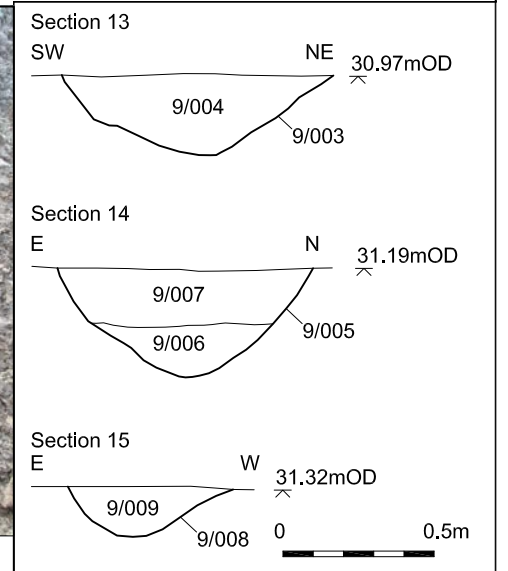 Section 13
SW NE 30.97mOD
9/004
9/003
Section 14
E N 31.19mOD
9/007
9/005
9/006
Section 15
E W 31.32mOD
9/009
9/008
0 0.5m